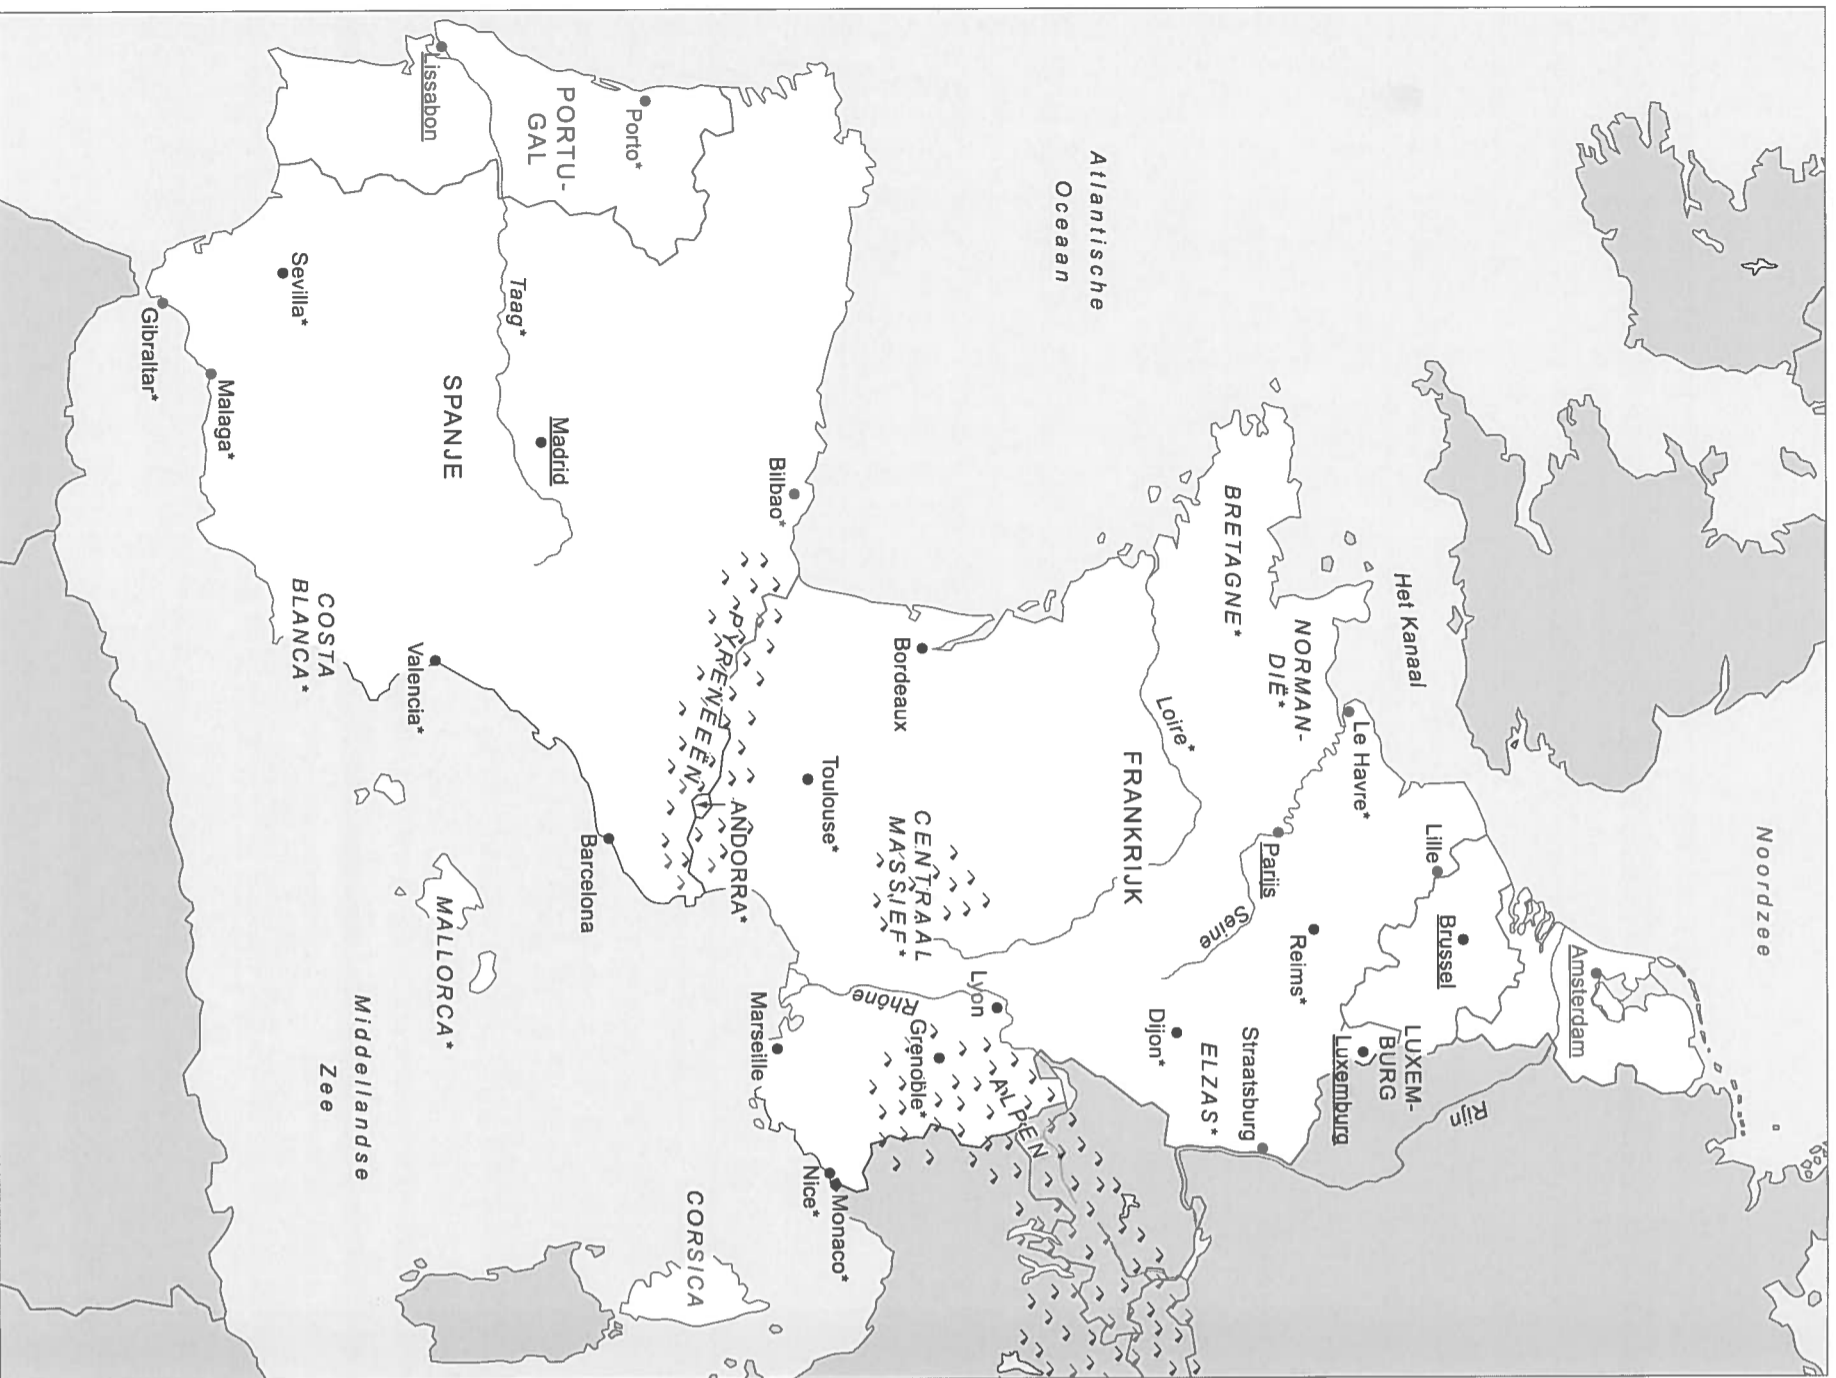 Noordzee
Atlantische
Oceaan
Het Kanaal
Amsterdam
Brussel
Lille
Rijn
LUXEM-
BURG
Luxemburg
Le Havre*
NORMAN-
DIË*
BRETAGNE*
Parijs
Reims*
Seine
Straatsburg
ELZAS*
Loire*
FRANKRIJK
Dijon*
Lyon
ALPEN
CENTRAAL
MASSIEF*
Rhône
Grenoble*
Bordeaux
Toulouse*
Marseille
Monaco*
Nice*
PYRENEEËN*
ANDORRA*
Bilbao*
CORSICA
Barcelona
Porto*
PORTU-
GAL
Taag*
Madrid
SPANJE
Lissabon
Valencia*
MALLORCA*
COSTA
BLANCA*
Middellandse
Zee
Sevilla*
Malaga*
Gibraltar*